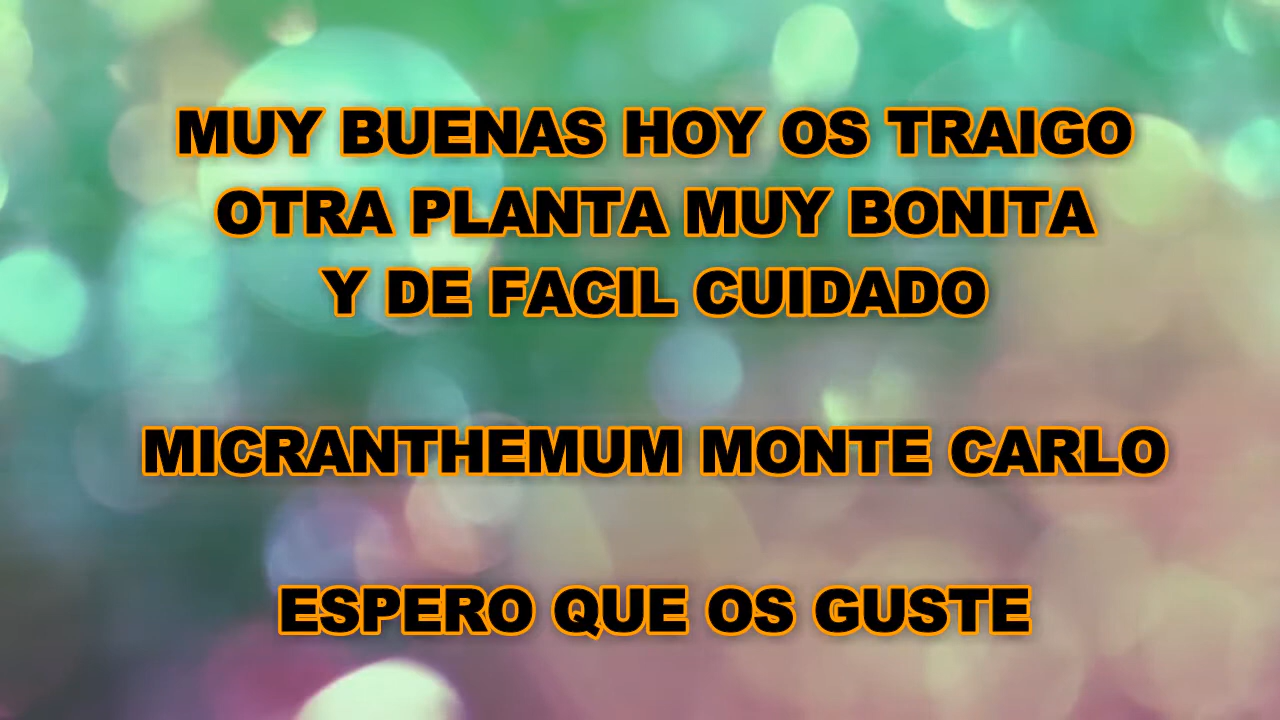 MUY BUENAS HOY OS TRAIGO
OTRA PLANTA MUY BONITA
Y DE FACIL CUIDADO
MICRANTHEMUM MONTE CARLO
ESPERO QUE OS GUSTE